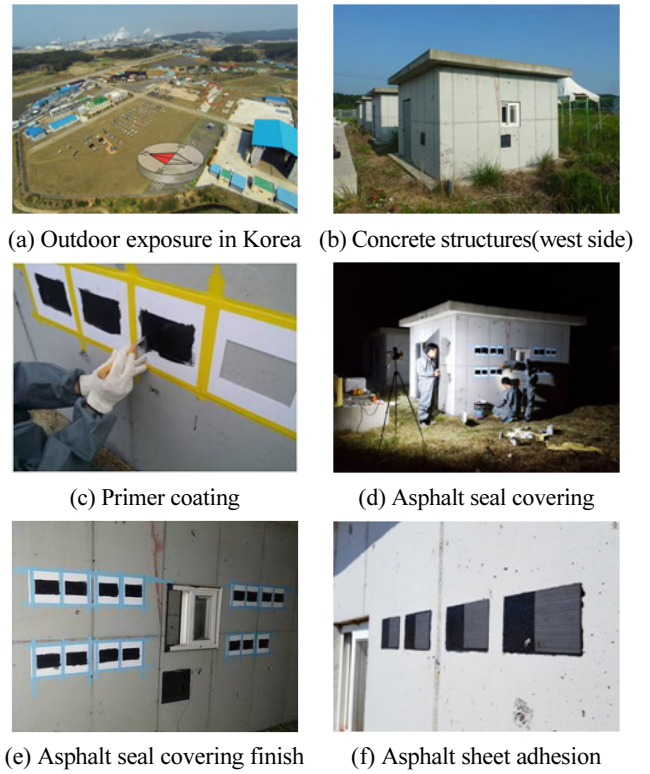 (a) Outdoor exposure in Korea
(b) Concrete structures(west side)
(c) Primer coating
(d) Asphalt seal covering
(e) Asphalt seal covering finish
(f) Asphalt sheet adhesion